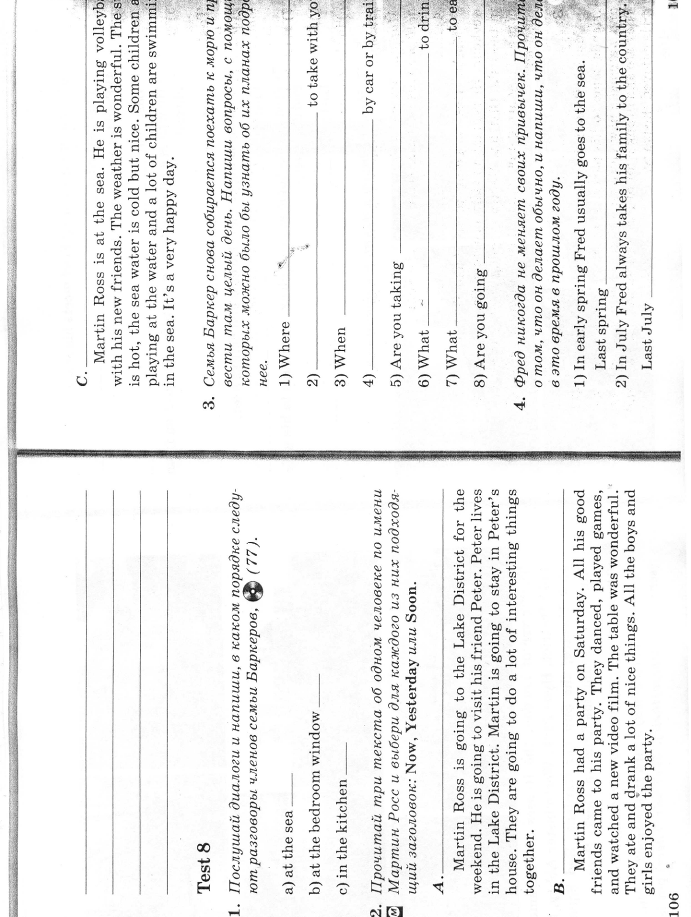 Test 8
1. Послушай диалоги и напиши, в каком порядке следу-
ют разговоры членов семьи Баркеров, (77).
a) at the sea
b) at the bedroom window
c) in the kitchen
2. Прочитай три текста об одном человеке по имени
Мартин Росс и выбери для каждого из них подходя-
щий заголовок: Now, Yesterday или Soon.
A.
Martin Ross is going to the Lake District for the
weekend. He is going to visit his friend Peter. Peter lives
in the Lake District. Martin is going to stay in Peter's
house. They are going to do a lot of interesting things
together.
B.
Martin Ross had a party on Saturday. All his good
friends came to his party. They danced, played games,
and watched a new video film. The table was wonderful.
They ate and drank a lot of nice things. All the boys and
girls enjoyed the party.
106
C.
Martin Ross is at the sea. He is playing
with his new friends. The weather is wonderful. The
is hot, the sea water is cold but nice. Some children
playing at the water and a lot of children are
in the sea. It's a very happy day.
3. Семья Баркер снова собирается поехать к морю и
вести там целый день. Напиши вопросы, с
которых можно было бы узнать об их планах
нее.
1) Where
2) to take with
3) When
4) by car or by
5) Are you taking
6) What to
7) What to
8) Are you going
4. Фред никогда не меняет своих привычек.
о том, что он делает обычно, и напиши, что он
в это время в прошлом году.
1) In early spring Fred usually goes to the sea.
Last spring
2) In July Fred always takes his family to the country.
Last July